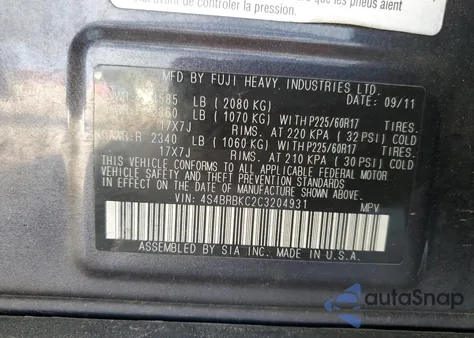 avant de contrôler la pression.
que les pneus aient
MFD BY FUJI HEAVY INDUSTRIES LTD.
DATE: 09/11
LB ( 2080 KG)
LB ( 1070 KG) WITH P225/60R17 TIRES.
17X7J RIMS. AT 220 KPA ( 32 PSI) COLD
R 2340 LB ( 1060 KG) WITH P225/60R17 TIRES.
17X7J RIMS. AT 210 KPA ( 30 PSI) COLD
THIS VEHICLE CONFORMS TO ALL APPLICABLE FEDERAL MOTOR
VEHICLE SAFETY AND THEFT PREVENTION STANDARDS
IN EFFECT ON THE DATE OF MANUFACTURE SHOWN ABOVE.
VIN: 4S4BRBKC2C3204931 MPV
ASSEMBLED BY SIA INC. MADE IN U.S.A.
autoSnap